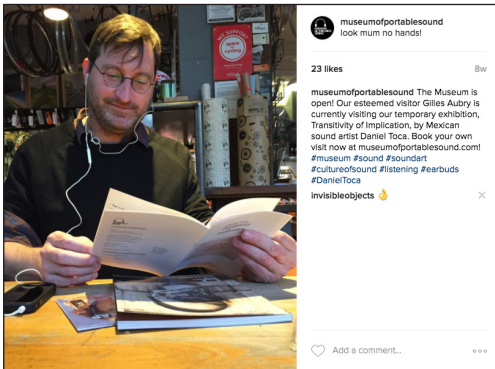 museumofportablesound
look mum no hands!
23 likes
8w
museumofportablesound The Museum is
open! Our esteemed visitor Gilles Aubry is
currently visiting our temporary exhibition,
Transitivity of Implication, by Mexican
sound artist Daniel Toca. Book your own
visit now at museumofportablesound.com!
#museum #sound #soundart
#cultureofsound #listening #earbuds
#DanielToca
invisibleobjects 👌
Add a comment...